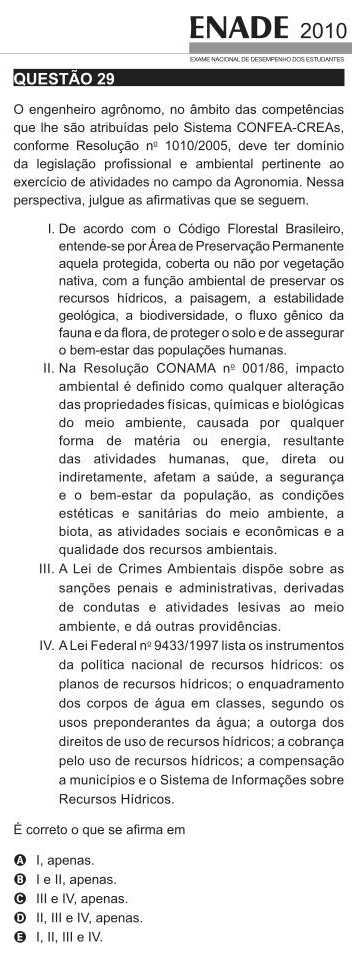 ENADE 2010
EXAME NACIONAL DE DESEMPENHO DOS ESTUDANTES
QUESTÃO 29
O engenheiro agrônomo, no âmbito das competências
que lhe são atribuídas pelo Sistema CONFEA-CREAs,
conforme Resolução nº 1010/2005, deve ter domínio
da legislação profissional e ambiental pertinente ao
exercício de atividades no campo da Agronomia. Nessa
perspectiva, julgue as afirmativas que se seguem.
I. De acordo com o Código Florestal Brasileiro,
entende-se por Área de Preservação Permanente
aquela protegida, coberta ou não por vegetação
nativa, com a função ambiental de preservar os
recursos hídricos, a paisagem, a estabilidade
geológica, a biodiversidade, o fluxo gênico da
fauna e da flora, de proteger o solo e de assegurar
o bem-estar das populações humanas.
II. Na Resolução CONAMA nº 001/86, impacto
ambiental é definido como qualquer alteração
das propriedades físicas, químicas e biológicas
do meio ambiente, causada por qualquer
forma de matéria ou energia, resultante
das atividades humanas, que, direta ou
indiretamente, afetam a saúde, a segurança
e o bem-estar da população, as condições
estéticas e sanitárias do meio ambiente, a
biota, as atividades sociais e econômicas e a
qualidade dos recursos ambientais.
III. A Lei de Crimes Ambientais dispõe sobre as
sanções penais e administrativas, derivadas
de condutas e atividades lesivas ao meio
ambiente, e dá outras providências.
IV. A Lei Federal nº 9433/1997 lista os instrumentos
da política nacional de recursos hídricos: os
planos de recursos hídricos; o enquadramento
dos corpos de água em classes, segundo os
usos preponderantes da água; a outorga dos
direitos de uso de recursos hídricos; a cobrança
pelo uso de recursos hídricos; a compensação
a municípios e o Sistema de Informações sobre
Recursos Hídricos.
É correto o que se afirma em
A I, apenas.
B I e II, apenas.
C III e IV, apenas.
D II, III e IV, apenas.
E I, II, III e IV.